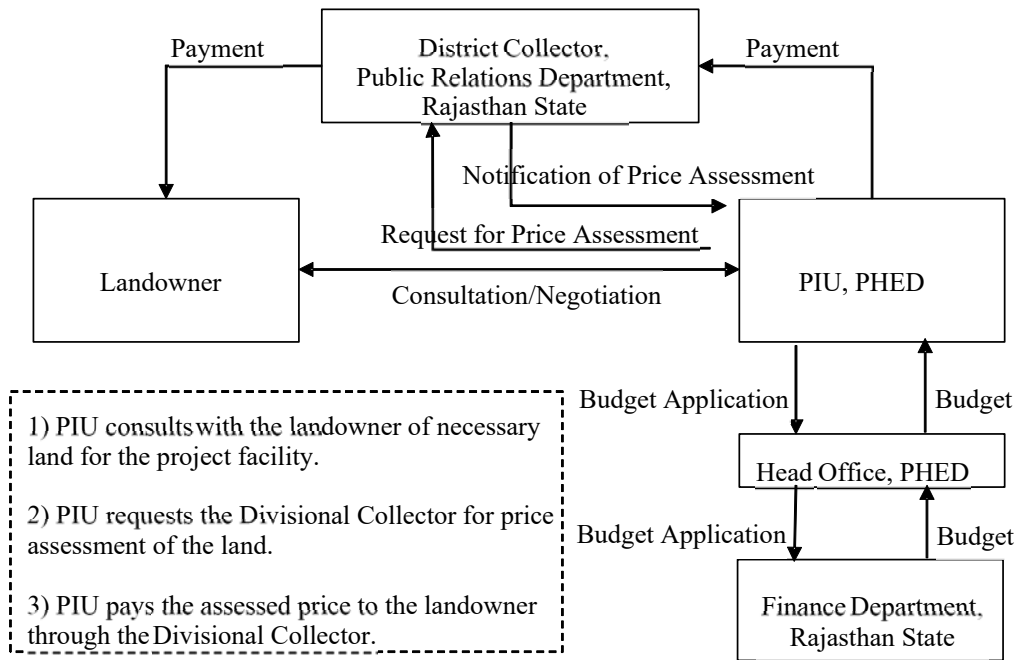 Payment
District Collector,
Public Relations Department,
Rajasthan State
Payment
Notification of Price Assessment
Request for Price Assessment
Landowner
Consultation/Negotiation
PIU, PHED
Budget Application
Budget
Head Office, PHED
Budget Application
Budget
Finance Department,
Rajasthan State
1) PIU consults with the landowner of necessary
land for the project facility.
2) PIU requests the Divisional Collector for price
assessment of the land.
3) PIU pays the assessed price to the landowner
through the Divisional Collector.